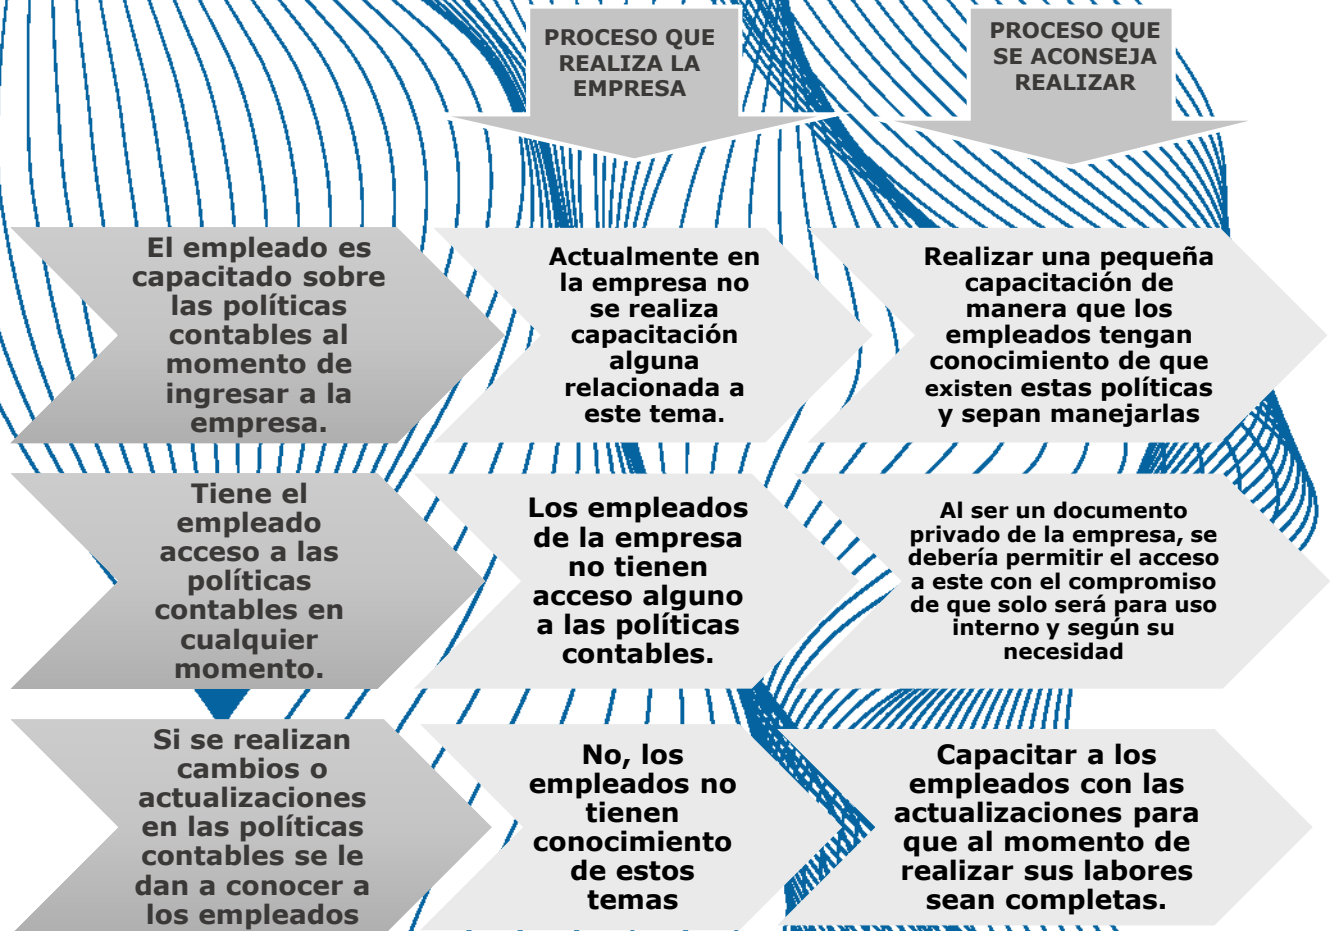 PROCESO QUE
REALIZA LA
EMPRESA
PROCESO QUE
SE ACONSEJA
REALIZAR
El empleado es
capacitado sobre
las políticas
contables al
momento de
ingresar a la
empresa.
Actualmente en
la empresa no
se realiza
capacitación
alguna
relacionada a
este tema.
Realizar una pequeña
capacitación de
manera que los
empleados tengan
conocimiento de que
existen estas políticas
y sepan manejarlas
Tiene el
empleado
acceso a las
políticas
contables en
cualquier
momento.
Los empleados
de la empresa
no tienen
acceso alguno
a las políticas
contables.
Al ser un documento
privado de la empresa, se
debería permitir el acceso
a este con el compromiso
de que solo será para uso
interno y según su
necesidad
Si se realizan
cambios o
actualizaciones
en las políticas
contables se le
dan a conocer a
los empleados
No, los
empleados no
tienen
conocimiento
de estos
temas
Capacitar a los
empleados con las
actualizaciones para
que al momento de
realizar sus labores
sean completas.